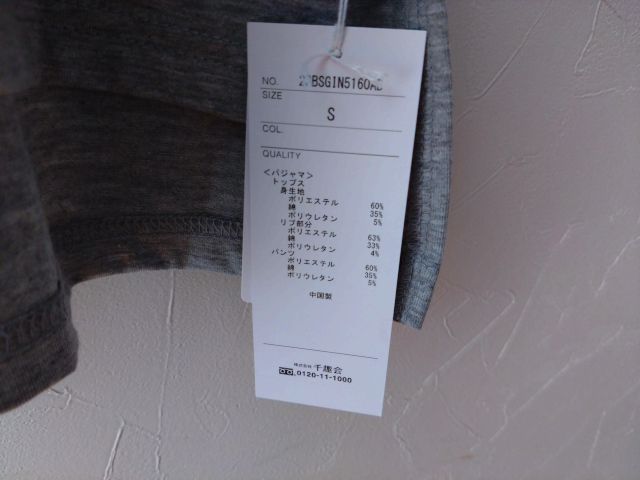 NO. 2?BSGIN5160AB
SIZE
S
COL.
QUALITY
<パジャマ>
トップス
身生地
ポリエステル 60%
綿 35%
ポリウレタン 5%
リブ部分
ポリエステル 63%
綿 33%
ポリウレタン 4%
パンツ
ポリエステル 60%
綿 35%
ポリウレタン 5%
中国製
株式会社 千趣会
0120-11-1000